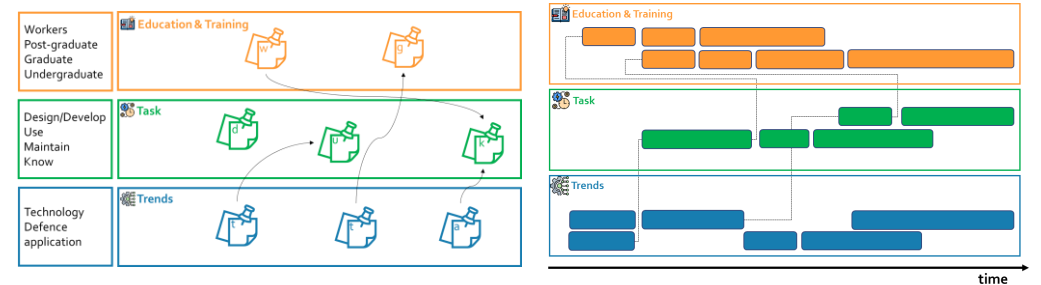 Workers
Post-graduate
Graduate
Undergraduate
Education & Training
w
g
Design/Develop
Use
Maintain
Know
Task
d
u
k
Technology
Defence
application
Trends
t
t
a
Education & Training
Task
Trends
time